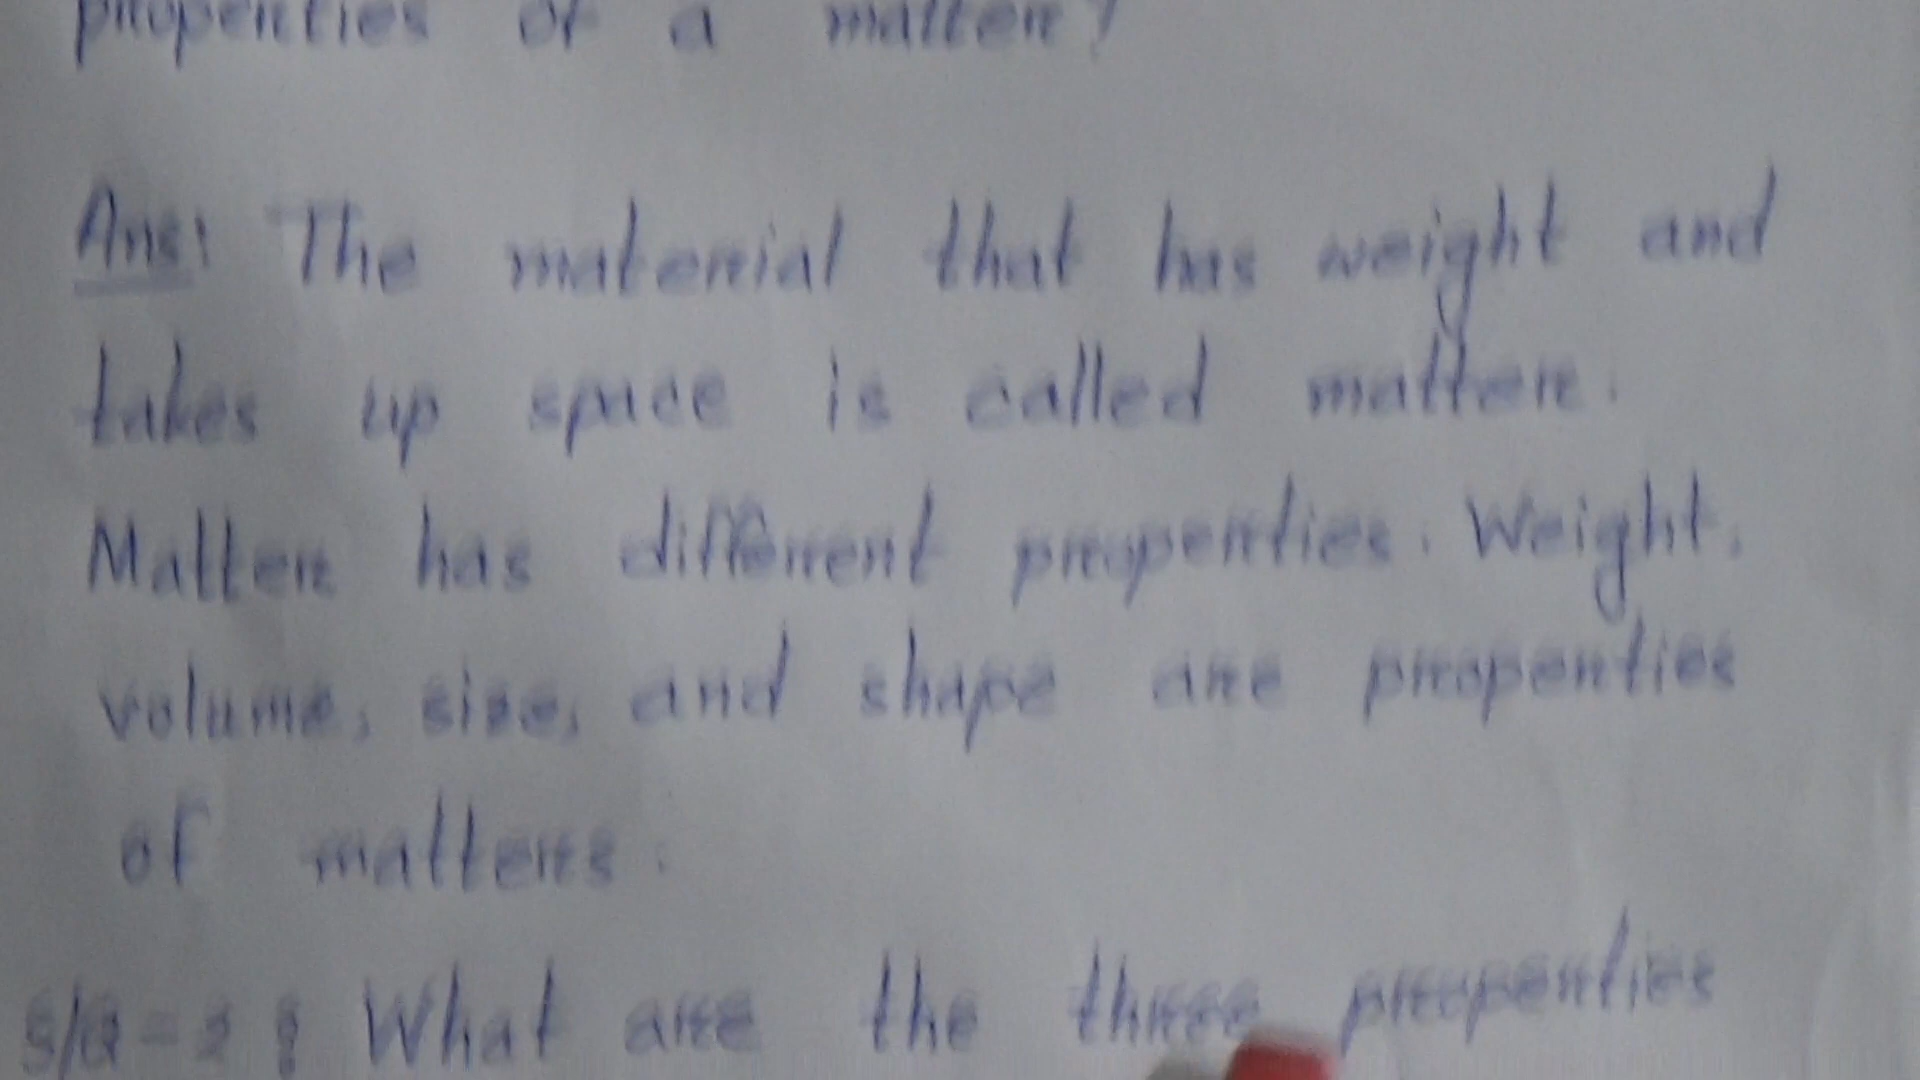 properties of a matter?
Ans: The material that has weight and
takes up space is called matter.
Matter has different properties. Weight,
volume, size, and shape are properties
of matters.
S/Q-2: What are the three properties